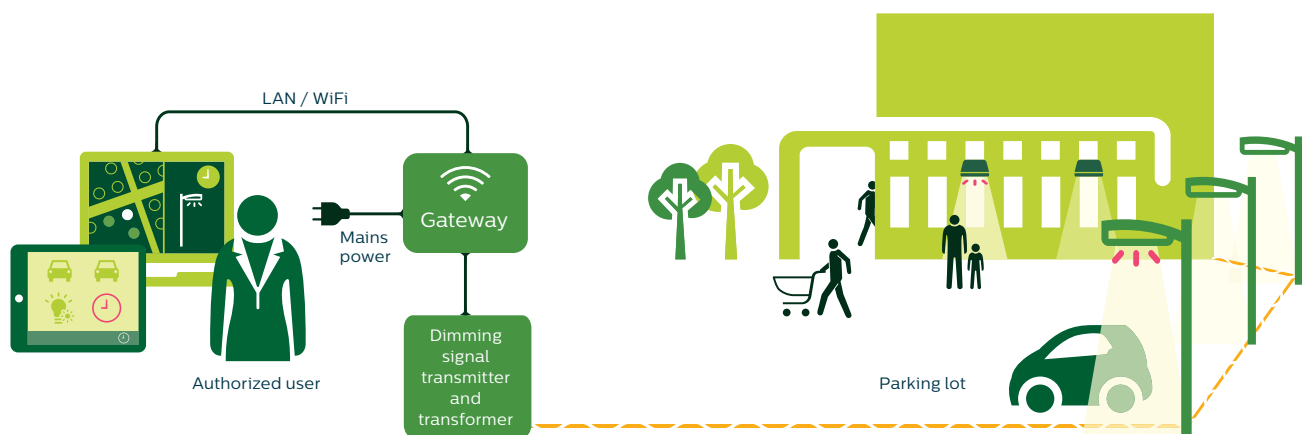 LAN / WiFi
Gateway
Mains
power
Dimming
signal
transmitter
and
transformer
Authorized user
Parking lot